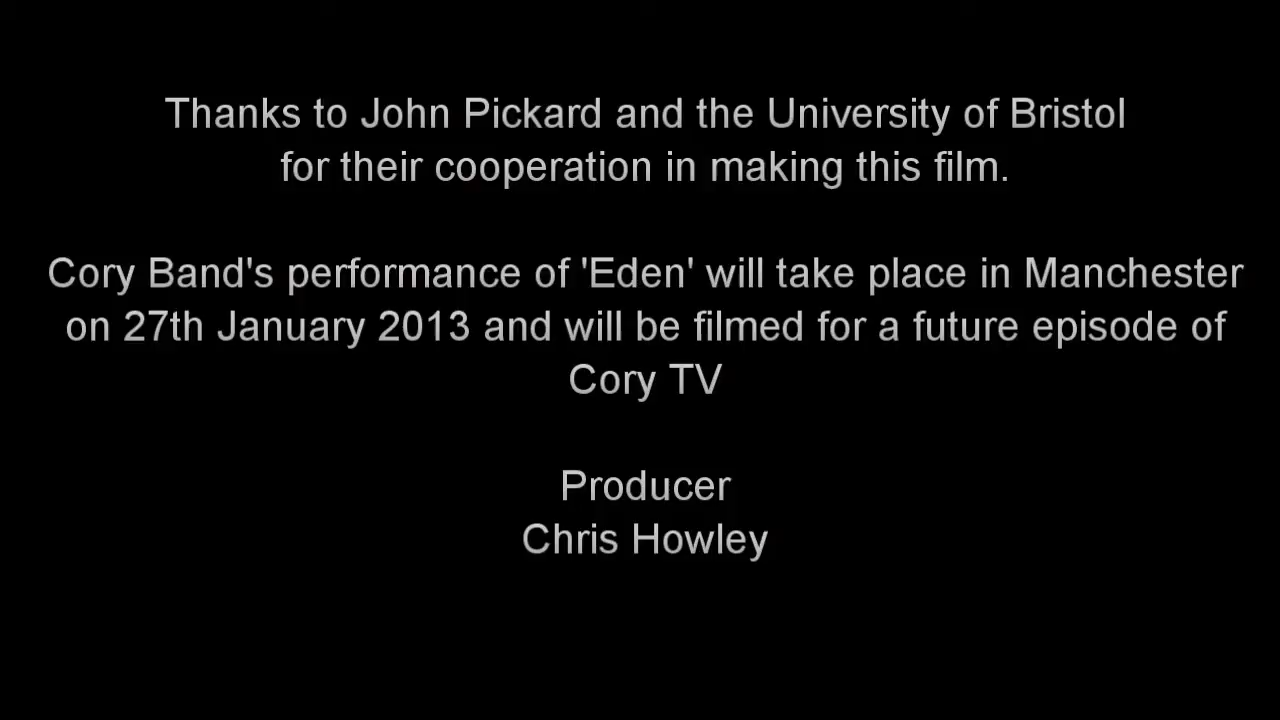 Thanks to John Pickard and the University of Bristol
for their cooperation in making this film.
Cory Band's performance of 'Eden' will take place in Manchester
on 27th January 2013 and will be filmed for a future episode of
Cory TV
Producer
Chris Howley